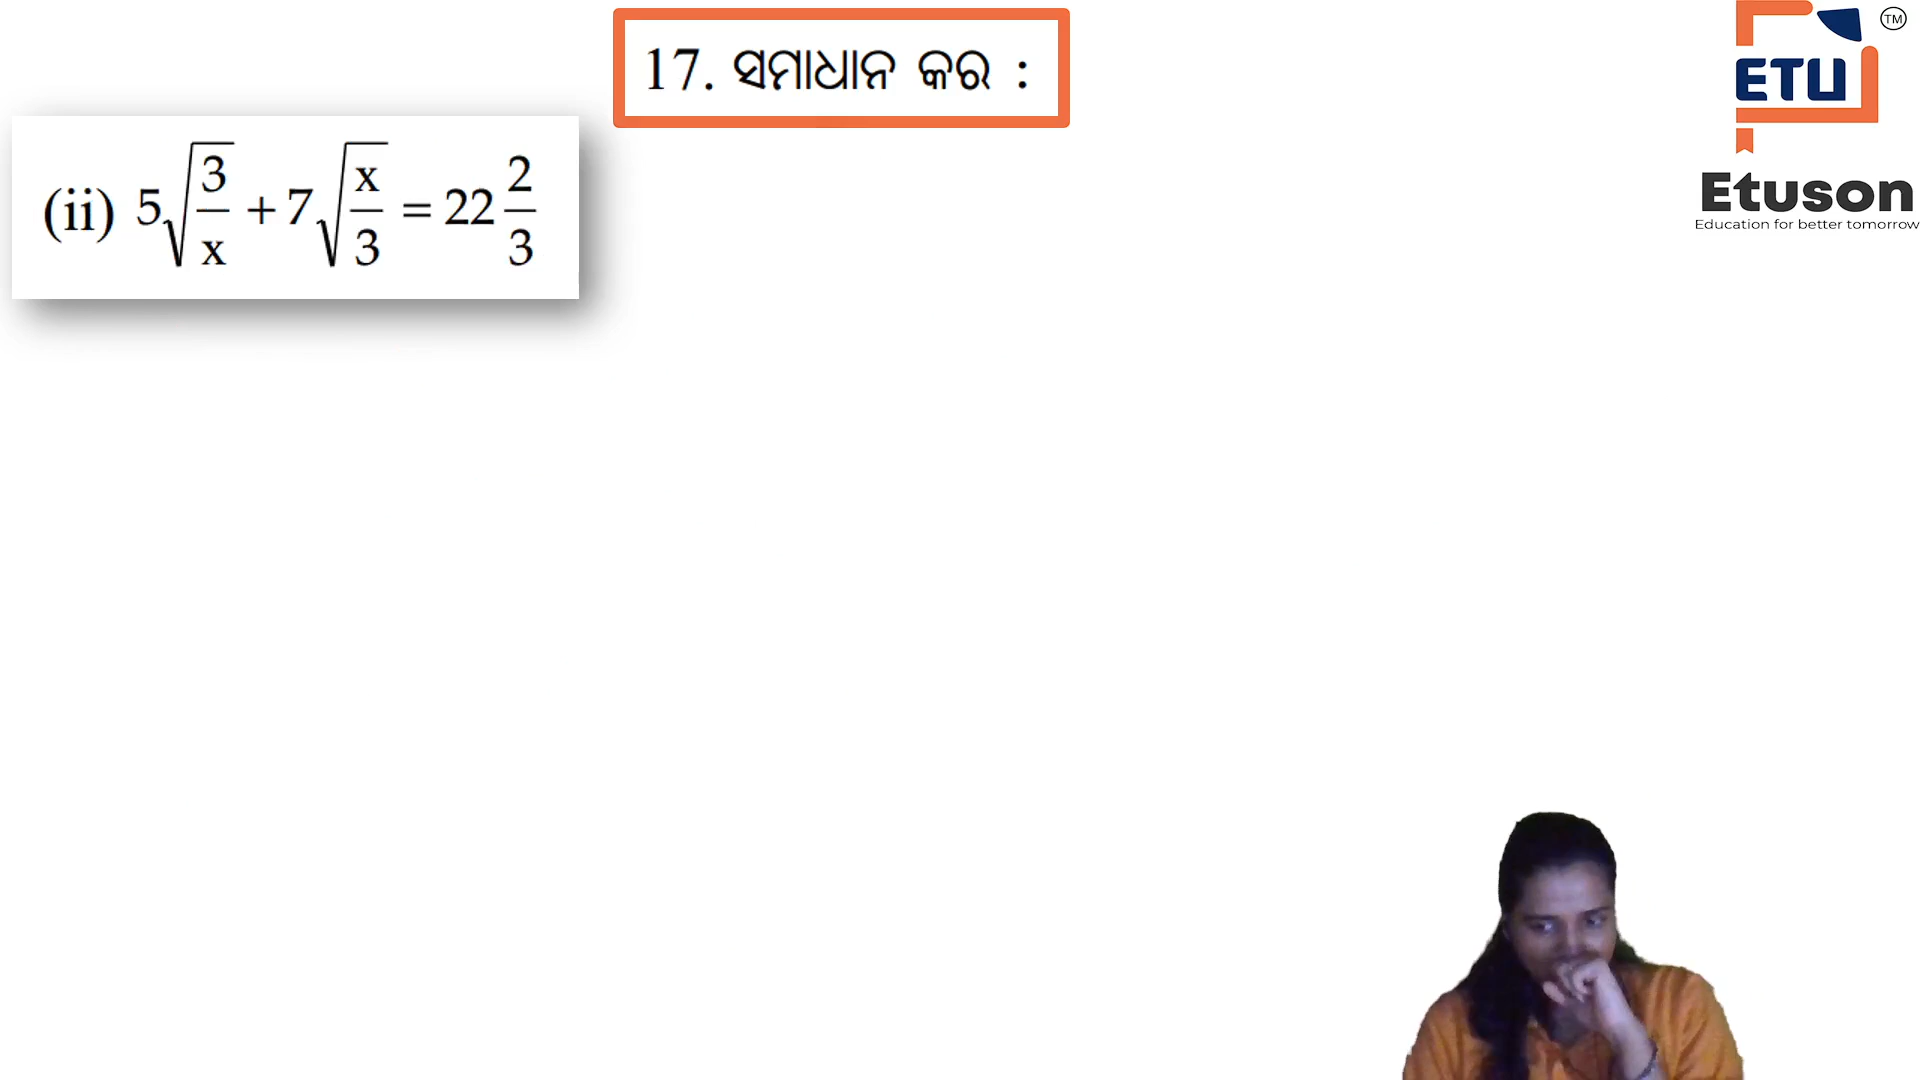 17. ସମାଧାନ କର :
(ii) 5√(3/x) + 7√(x/3) = 22 2/3
ETU
TM
Etuson
Education for better tomorrow